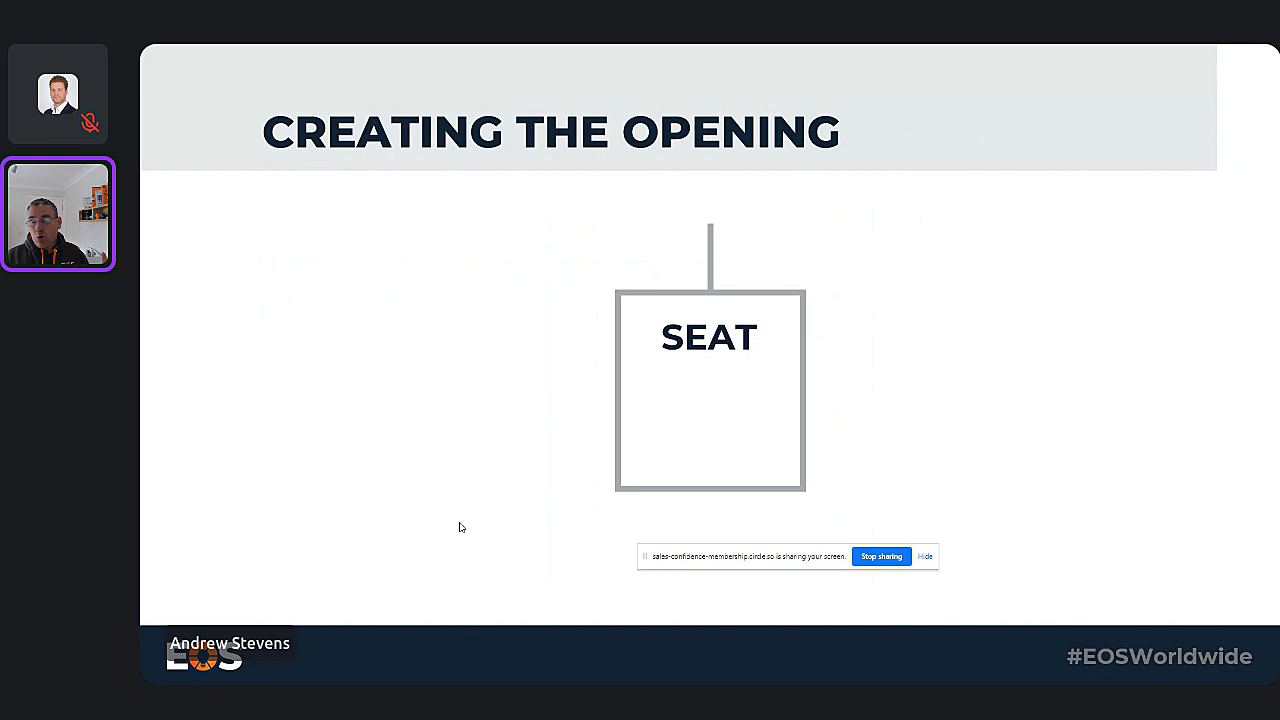 CREATING THE OPENING
SEAT
sales-confidence-membership.circle.so is sharing your screen.
Stop sharing
Hide
Andrew Stevens
EOS
#EOSWorldwide